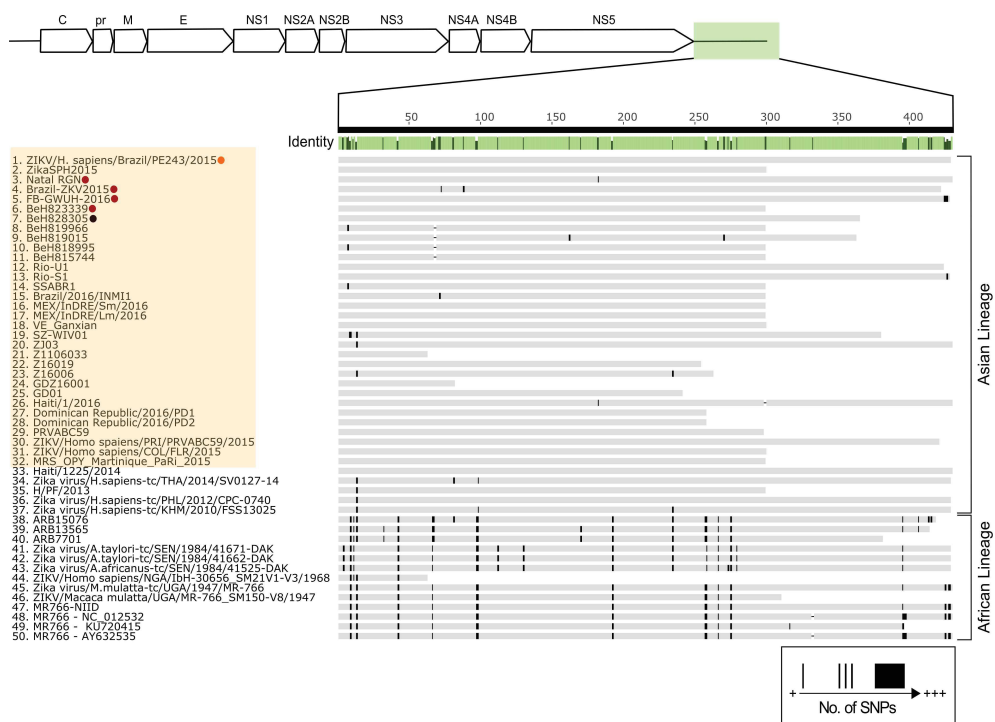 C pr M E NS1 NS2A NS2B NS3 NS4A NS4B NS5
50 100 150 200 250 300 350 400
Identity
1. ZIKV/H. sapiens/Brazil/PE243/2015
2. ZikaSPH2015
3. Natal RGN
4. Brazil-ZKV2015
5. FB-GWUH-2016
6. BeH823339
7. BeH828305
8. BeH819966
9. BeH819015
10. BeH818995
11. BeH815744
12. Rio-U1
13. Rio-S1
14. SSABR1
15. Brazil/2016/INMI1
16. MEX/InDRE/Sm/2016
17. MEX/InDRE/Lm/2016
18. VE_Ganxian
19. SZ-WIV01
20. ZJ03
21. Z1106033
22. Z16019
23. Z16006
24. GDZ16001
25. GD01
26. Haiti/1/2016
27. Dominican Republic/2016/PD1
28. Dominican Republic/2016/PD2
29. PRVABC59
30. ZIKV/Homo spaiens/PRI/PRVABC59/2015
31. ZIKV/Homo sapiens/COL/FLR/2015
32. MRS_OPY_Martinique_PaRi_2015
33. Haiti/1225/2014
34. Zika virus/H.sapiens-tc/THA/2014/SV0127-14
35. H/PF/2013
36. Zika virus/H.sapiens-tc/PHL/2012/CPC-0740
37. Zika virus/H.sapiens-tc/KHM/2010/FSS13025
38. ARB15076
39. ARB13565
40. ARB7701
41. Zika virus/A.taylori-tc/SEN/1984/41671-DAK
42. Zika virus/A.taylori-tc/SEN/1984/41662-DAK
43. Zika virus/A.africanus-tc/SEN/1984/41525-DAK
44. ZIKV/Homo sapiens/NGA/IbH-30656_SM21V1-V3/1968
45. Zika virus/M.mulatta-tc/UGA/1947/MR-766
46. ZIKV/Macaca mulatta/UGA/MR-766_SM150-V8/1947
47. MR766-NIID
48. MR766 - NC_012532
49. MR766 - KU720415
50. MR766 - AY632535
Asian Lineage
African Lineage
+ +++
No. of SNPs